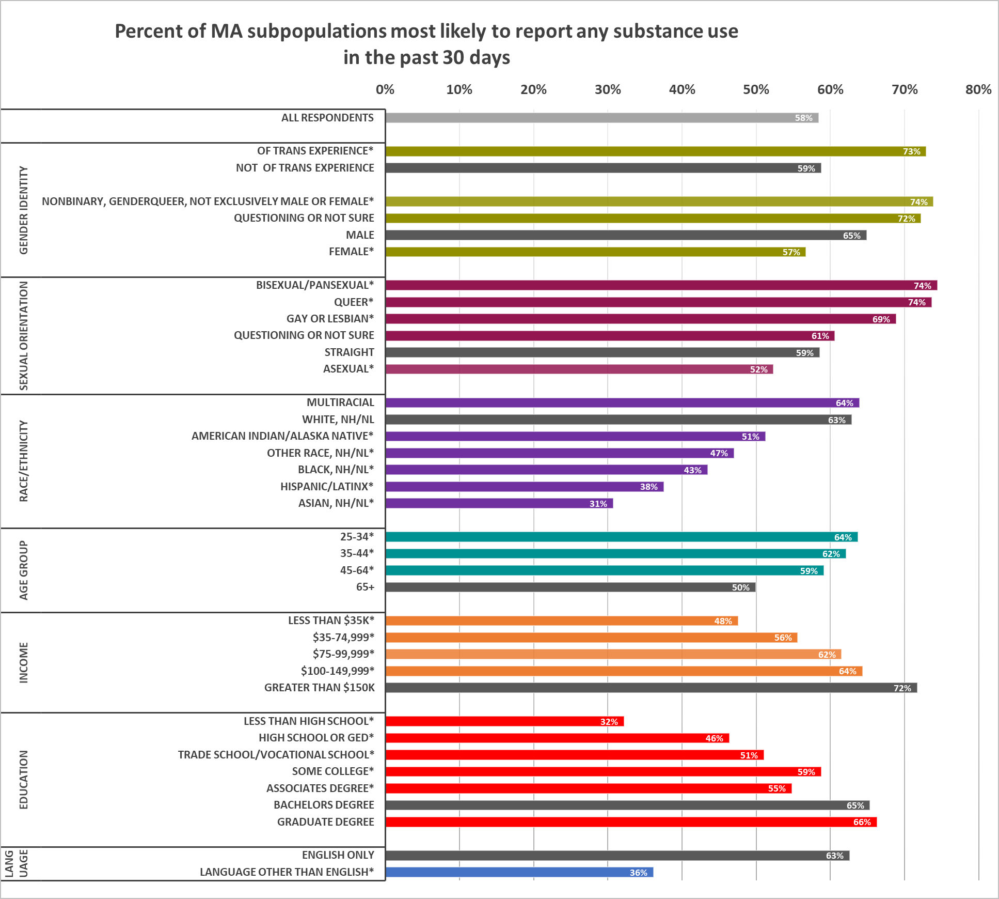 Percent of MA subpopulations most likely to report any substance use
in the past 30 days
0% 10% 20% 30% 40% 50% 60% 70% 80%
ALL RESPONDENTS 58%
GENDER IDENTITY
OF TRANS EXPERIENCE* 73%
NOT OF TRANS EXPERIENCE 59%
NONBINARY, GENDERQUEER, NOT EXCLUSIVELY MALE OR FEMALE* 74%
QUESTIONING OR NOT SURE 72%
MALE 65%
FEMALE* 57%
SEXUAL ORIENTATION
BISEXUAL/PANSEXUAL* 74%
QUEER* 74%
GAY OR LESBIAN* 69%
QUESTIONING OR NOT SURE 61%
STRAIGHT 59%
ASEXUAL* 52%
RACE/ETHNICITY
MULTIRACIAL 64%
WHITE, NH/NL 63%
AMERICAN INDIAN/ALASKA NATIVE* 51%
OTHER RACE, NH/NL* 47%
BLACK, NH/NL* 43%
HISPANIC/LATINX* 38%
ASIAN, NH/NL* 31%
AGE GROUP
25-34* 64%
35-44* 62%
45-64* 59%
65+ 50%
INCOME
LESS THAN $35K* 48%
$35-74,999* 56%
$75-99,999* 62%
$100-149,999* 64%
GREATER THAN $150K 72%
EDUCATION
LESS THAN HIGH SCHOOL* 32%
HIGH SCHOOL OR GED* 46%
TRADE SCHOOL/VOCATIONAL SCHOOL* 51%
SOME COLLEGE* 59%
ASSOCIATES DEGREE* 55%
BACHELORS DEGREE 65%
GRADUATE DEGREE 66%
LANG
UAGE
ENGLISH ONLY 63%
LANGUAGE OTHER THAN ENGLISH* 36%